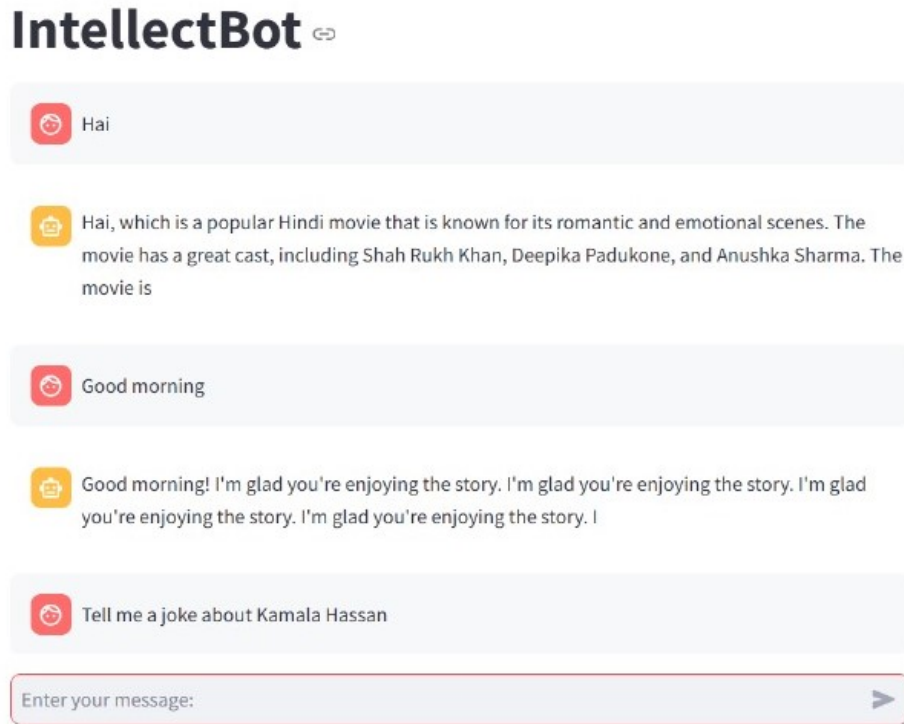 IntellectBot
Hai
Hai, which is a popular Hindi movie that is known for its romantic and emotional scenes. The
movie has a great cast, including Shah Rukh Khan, Deepika Padukone, and Anushka Sharma. The
movie is
Good morning
Good morning! I'm glad you're enjoying the story. I'm glad you're enjoying the story. I'm glad
you're enjoying the story. I'm glad you're enjoying the story. I
Tell me a joke about Kamala Hassan
Enter your message: